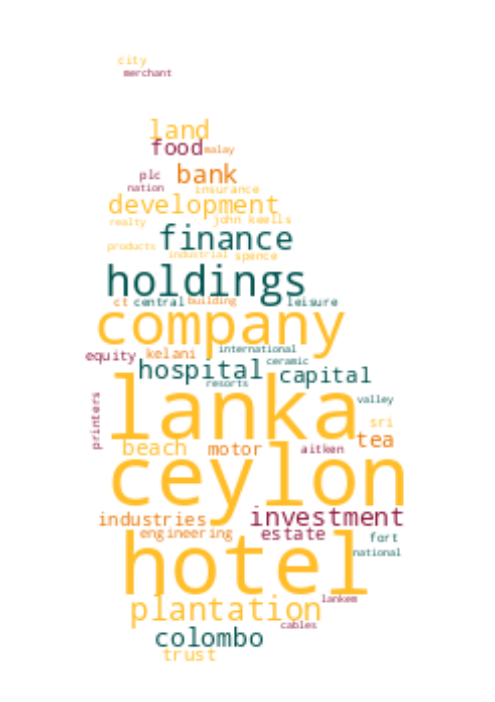 city
merchant
land
food malay
plc bank
nation insurance
development
realty john keells
finance
products industrial spence
holdings
ct central building leisure
company
equity kelani international
hospital ceramic
resorts capital
lanka
printers valley
sri
beach motor aitken tea
ceylon
industries investment
engineering estate fort
national
hotel
plantation lankem
cables
colombo
trust